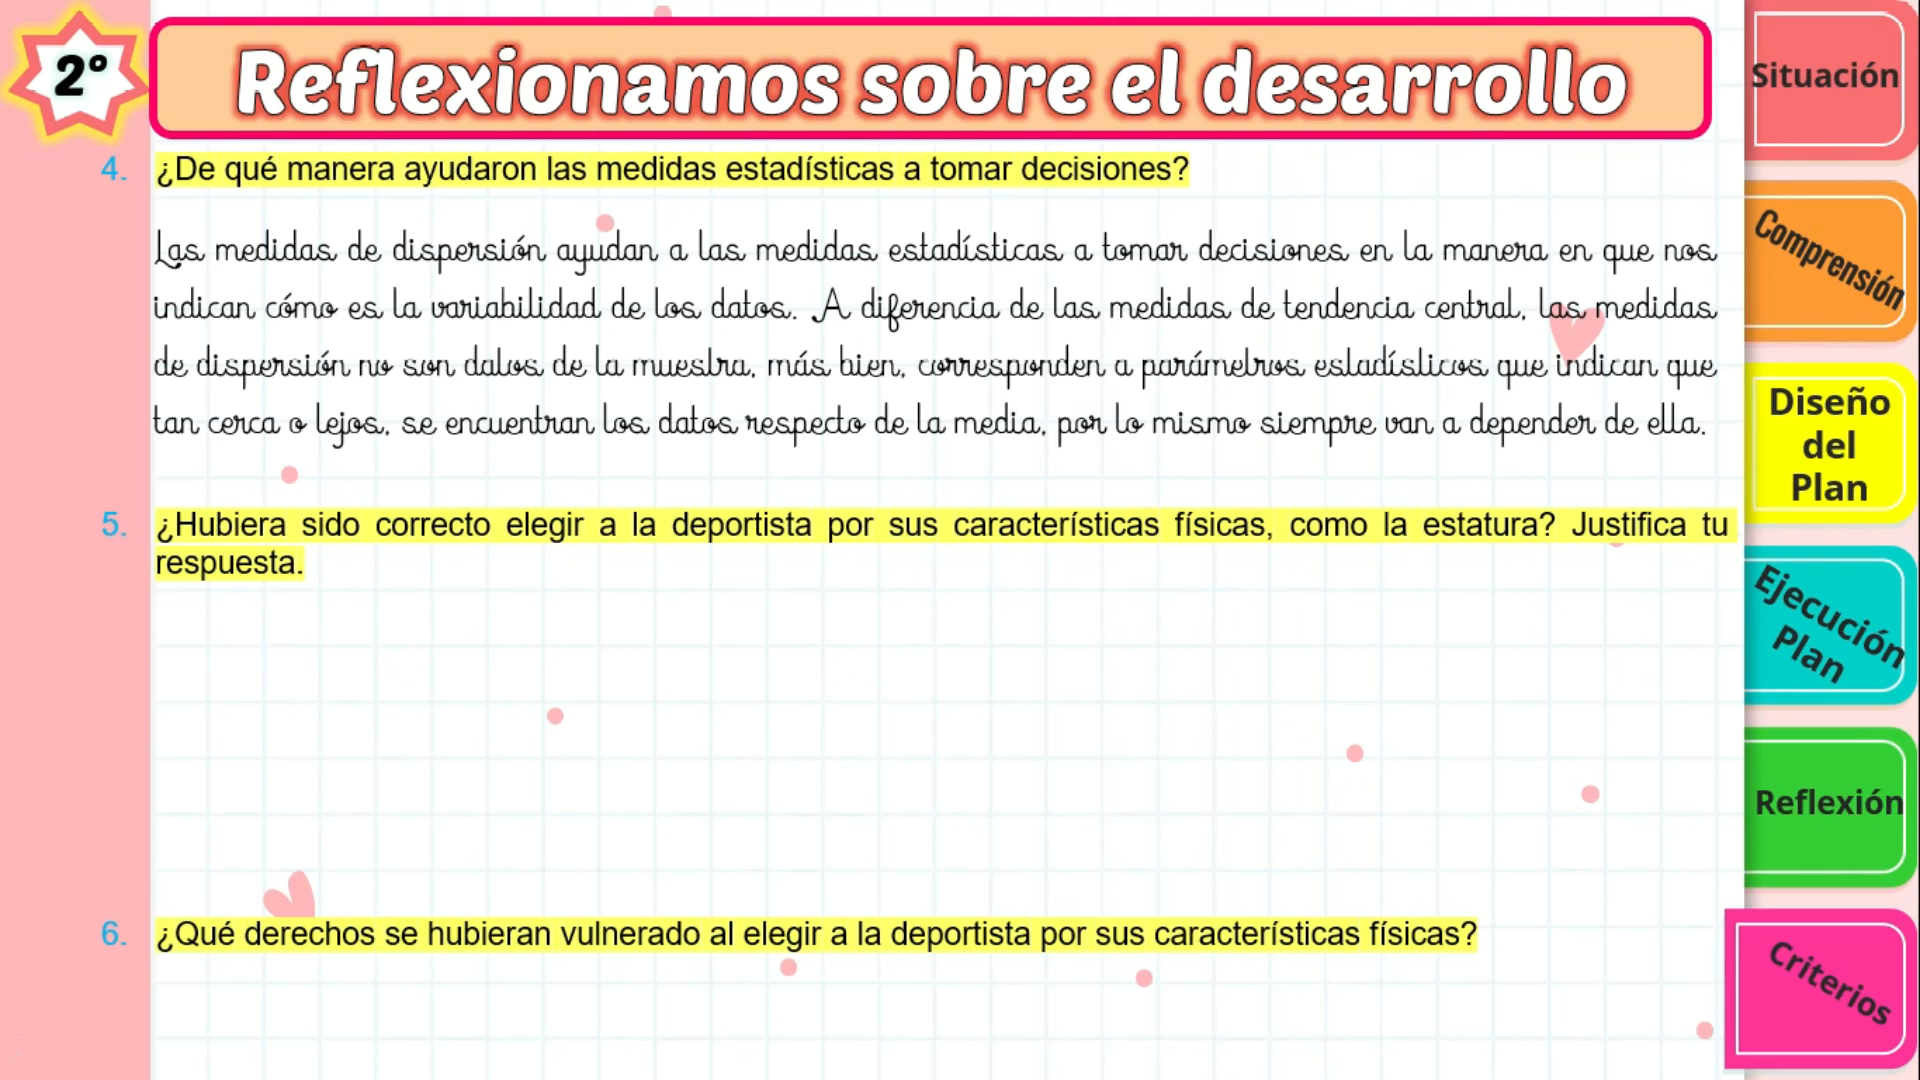 2°
Reflexionamos sobre el desarrollo
4. ¿De qué manera ayudaron las medidas estadísticas a tomar decisiones?
Las medidas de dispersión ayudan a las medidas estadísticas a tomar decisiones en la manera en que nos
indican cómo es la variabilidad de los datos. A diferencia de las medidas de tendencia central, las medidas
de dispersión no son datos de la muestra, más bien, corresponden a parámetros estadísticos que indican que
tan cerca o lejos, se encuentran los datos respecto de la media, por lo mismo siempre van a depender de ella.
5. ¿Hubiera sido correcto elegir a la deportista por sus características físicas, como la estatura? Justifica tu
respuesta.
6. ¿Qué derechos se hubieran vulnerado al elegir a la deportista por sus características físicas?
Situación
Comprensión
Diseño
del
Plan
Ejecución
Plan
Reflexión
Criterios